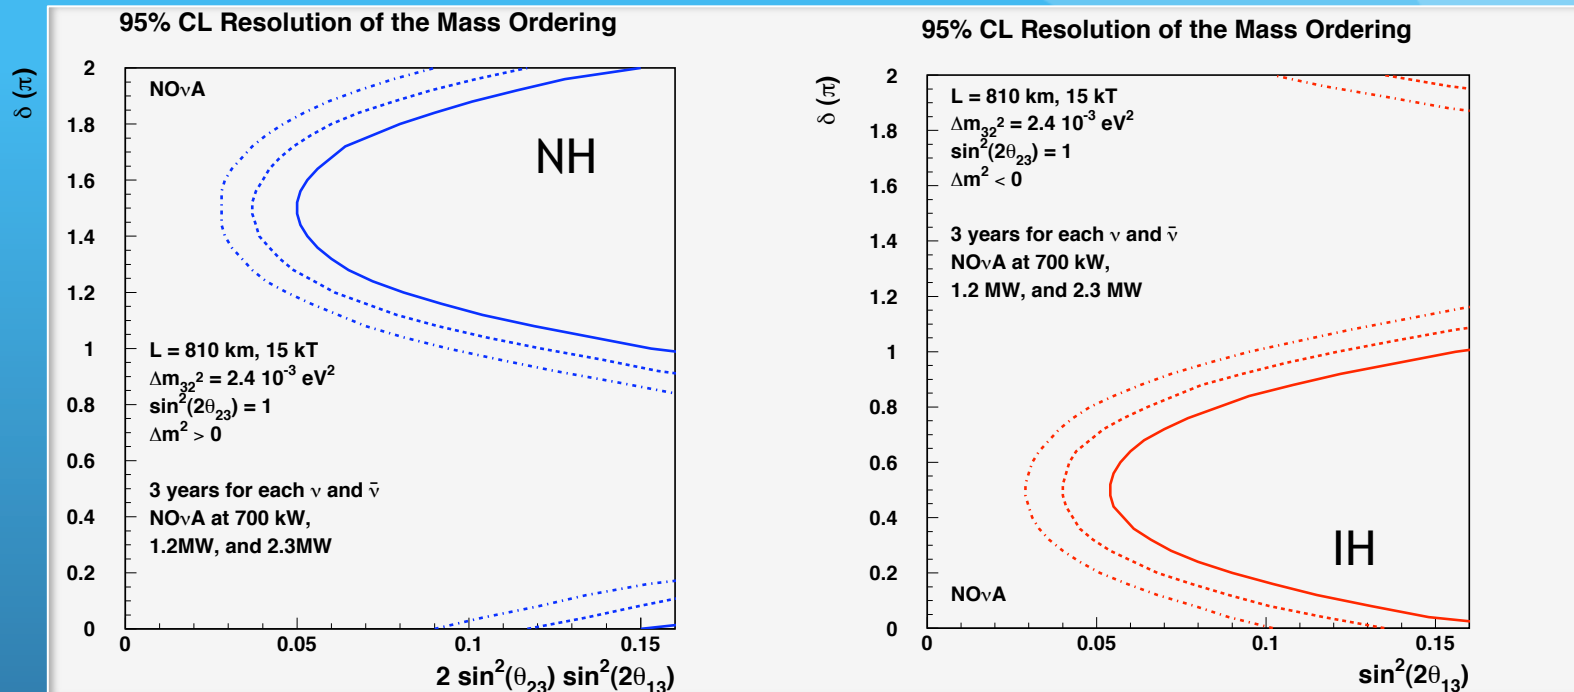 95% CL Resolution of the Mass Ordering
δ (π)
2
1.8
1.6
1.4
1.2
1
0.8
0.6
0.4
0.2
0
NOνA
NH
L = 810 km, 15 kT
Δm₃₂² = 2.4 10⁻³ eV²
sin²(2θ₂₃) = 1
Δm² > 0
3 years for each ν and ν̄
NOνA at 700 kW,
1.2MW, and 2.3MW
0 0.05 0.1 0.15
2 sin²(θ₂₃) sin²(2θ₁₃)
95% CL Resolution of the Mass Ordering
δ (π)
2
1.8
1.6
1.4
1.2
1
0.8
0.6
0.4
0.2
0
L = 810 km, 15 kT
Δm₃₂² = 2.4 10⁻³ eV²
sin²(2θ₂₃) = 1
Δm² < 0
3 years for each ν and ν̄
NOνA at 700 kW,
1.2 MW, and 2.3 MW
IH
NOνA
0 0.05 0.1 0.15
sin²(2θ₁₃)